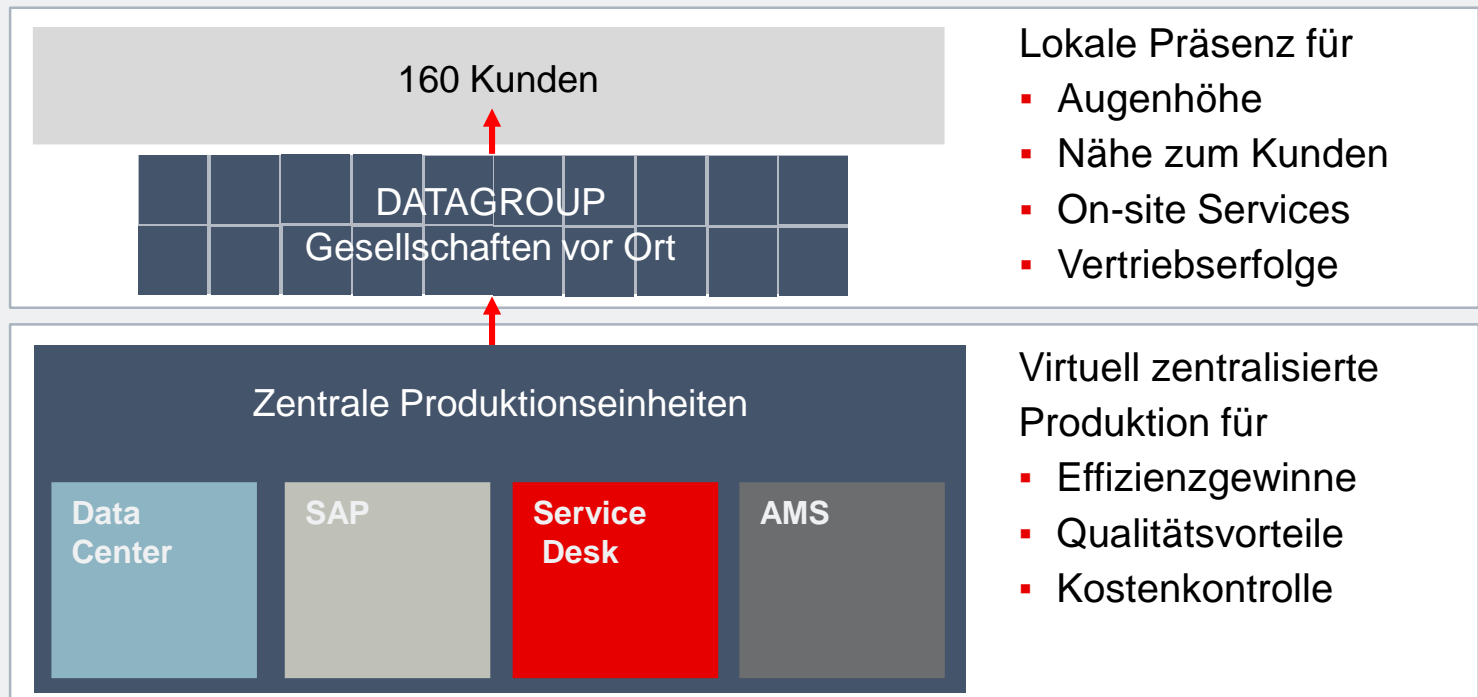 160 Kunden
DATAGROUP
Gesellschaften vor Ort
Lokale Präsenz für
▪ Augenhöhe
▪ Nähe zum Kunden
▪ On-site Services
▪ Vertriebserfolge
Zentrale Produktionseinheiten
Data
Center
SAP
Service
Desk
AMS
Virtuell zentralisierte
Produktion für
▪ Effizienzgewinne
▪ Qualitätsvorteile
▪ Kostenkontrolle